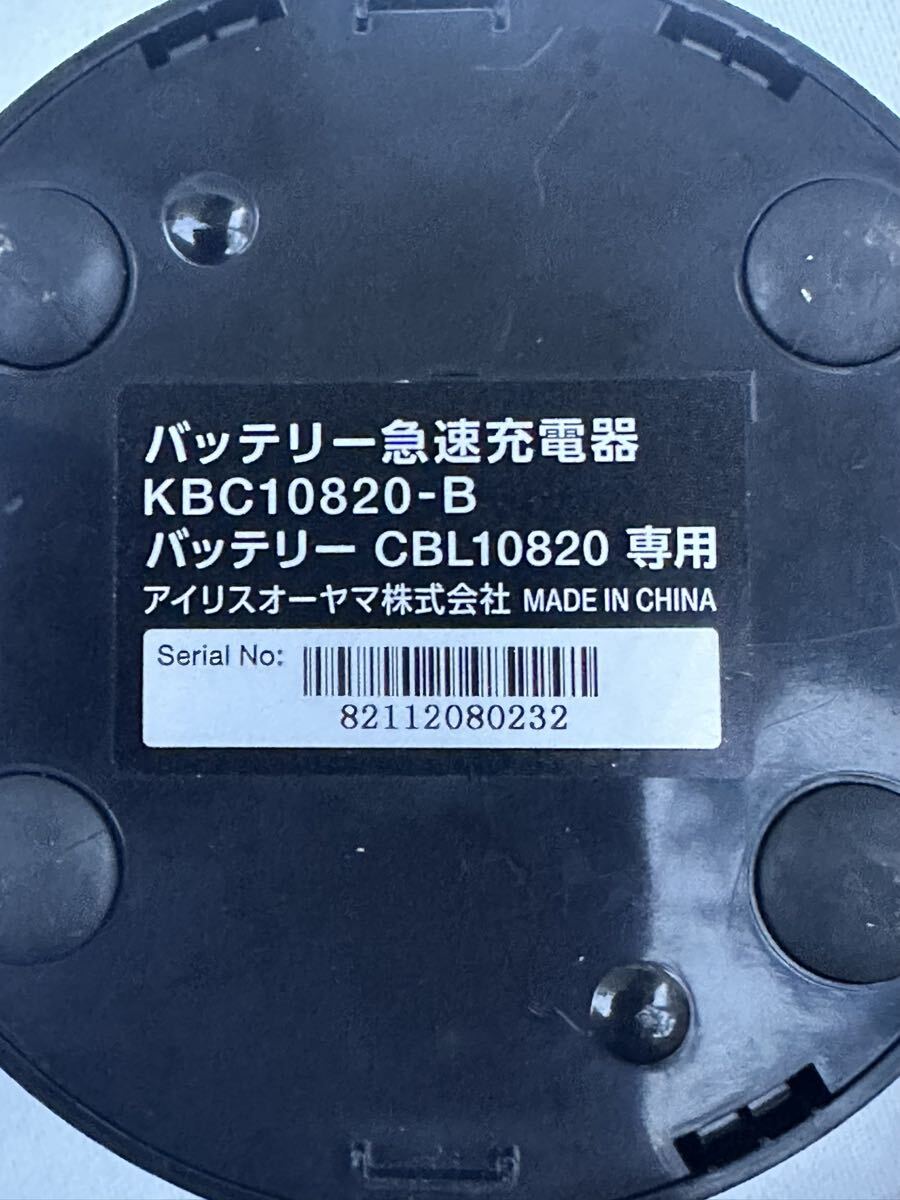 バッテリー急速充電器
KBC10820-B
バッテリー CBL10820 専用
アイリスオーヤマ株式会社 MADE IN CHINA
Serial No:
82112080232